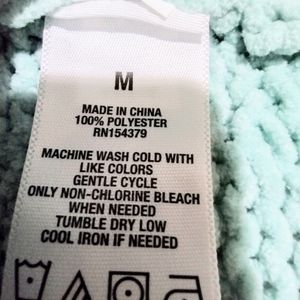 M
MADE IN CHINA
100% POLYESTER
RN154379
MACHINE WASH COLD WITH
LIKE COLORS
GENTLE CYCLE
ONLY NON-CHLORINE BLEACH
WHEN NEEDED
TUMBLE DRY LOW
COOL IRON IF NEEDED